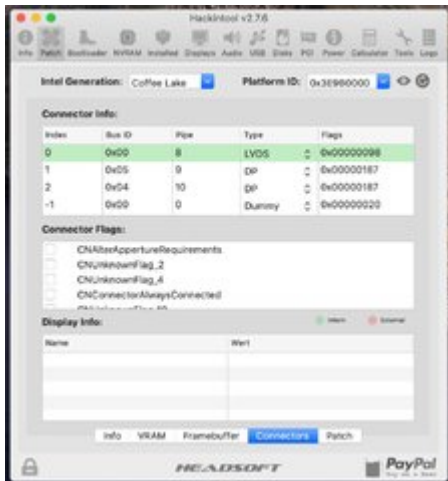 Hackintool v2.7.6
Info Patch Bootloader NVRAM Installed Displays Audio USB Disks PCI Power Calculator Tools Logs
Intel Generation: Coffee Lake Platform ID: 0x3E9B0000
Connector Info:
Index Bus ID Pipe Type Flags
0 0x00 8 LVDS 0x00000098
1 0x05 9 DP 0x00000187
2 0x04 10 DP 0x00000187
-1 0x00 0 Dummy 0x00000020
Connector Flags:
CNAlterAppertureRequirements
CNUnknownFlag_2
CNUnknownFlag_4
CNConnectorAlwaysConnected
Display Info:
Intern External
Name Wert
Info VRAM Framebuffer Connectors Patch
HEADSOFT
PayPal